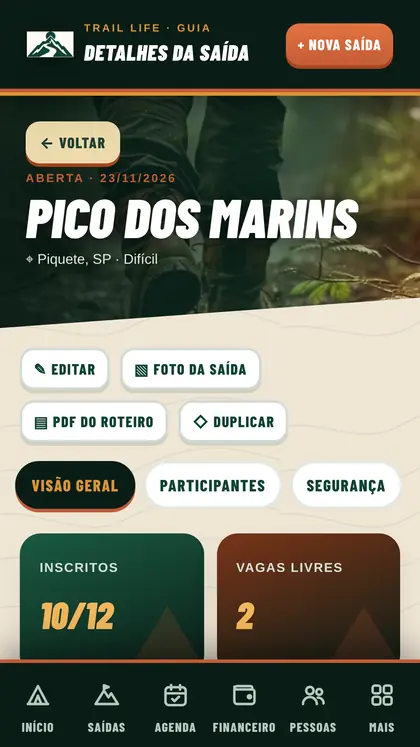 TRAIL LIFE · GUIA
DETALHES DA SAÍDA
+ NOVA SAÍDA
← VOLTAR
ABERTA · 23/11/2026
PICO DOS MARINS
⌖ Piquete, SP · Difícil
✎ EDITAR
▧ FOTO DA SAÍDA
▤ PDF DO ROTEIRO
◇ DUPLICAR
VISÃO GERAL
PARTICIPANTES
SEGURANÇA
INSCRITOS
VAGAS LIVRES
10/12
2
INÍCIO
SAÍDAS
AGENDA
FINANCEIRO
PESSOAS
MAIS